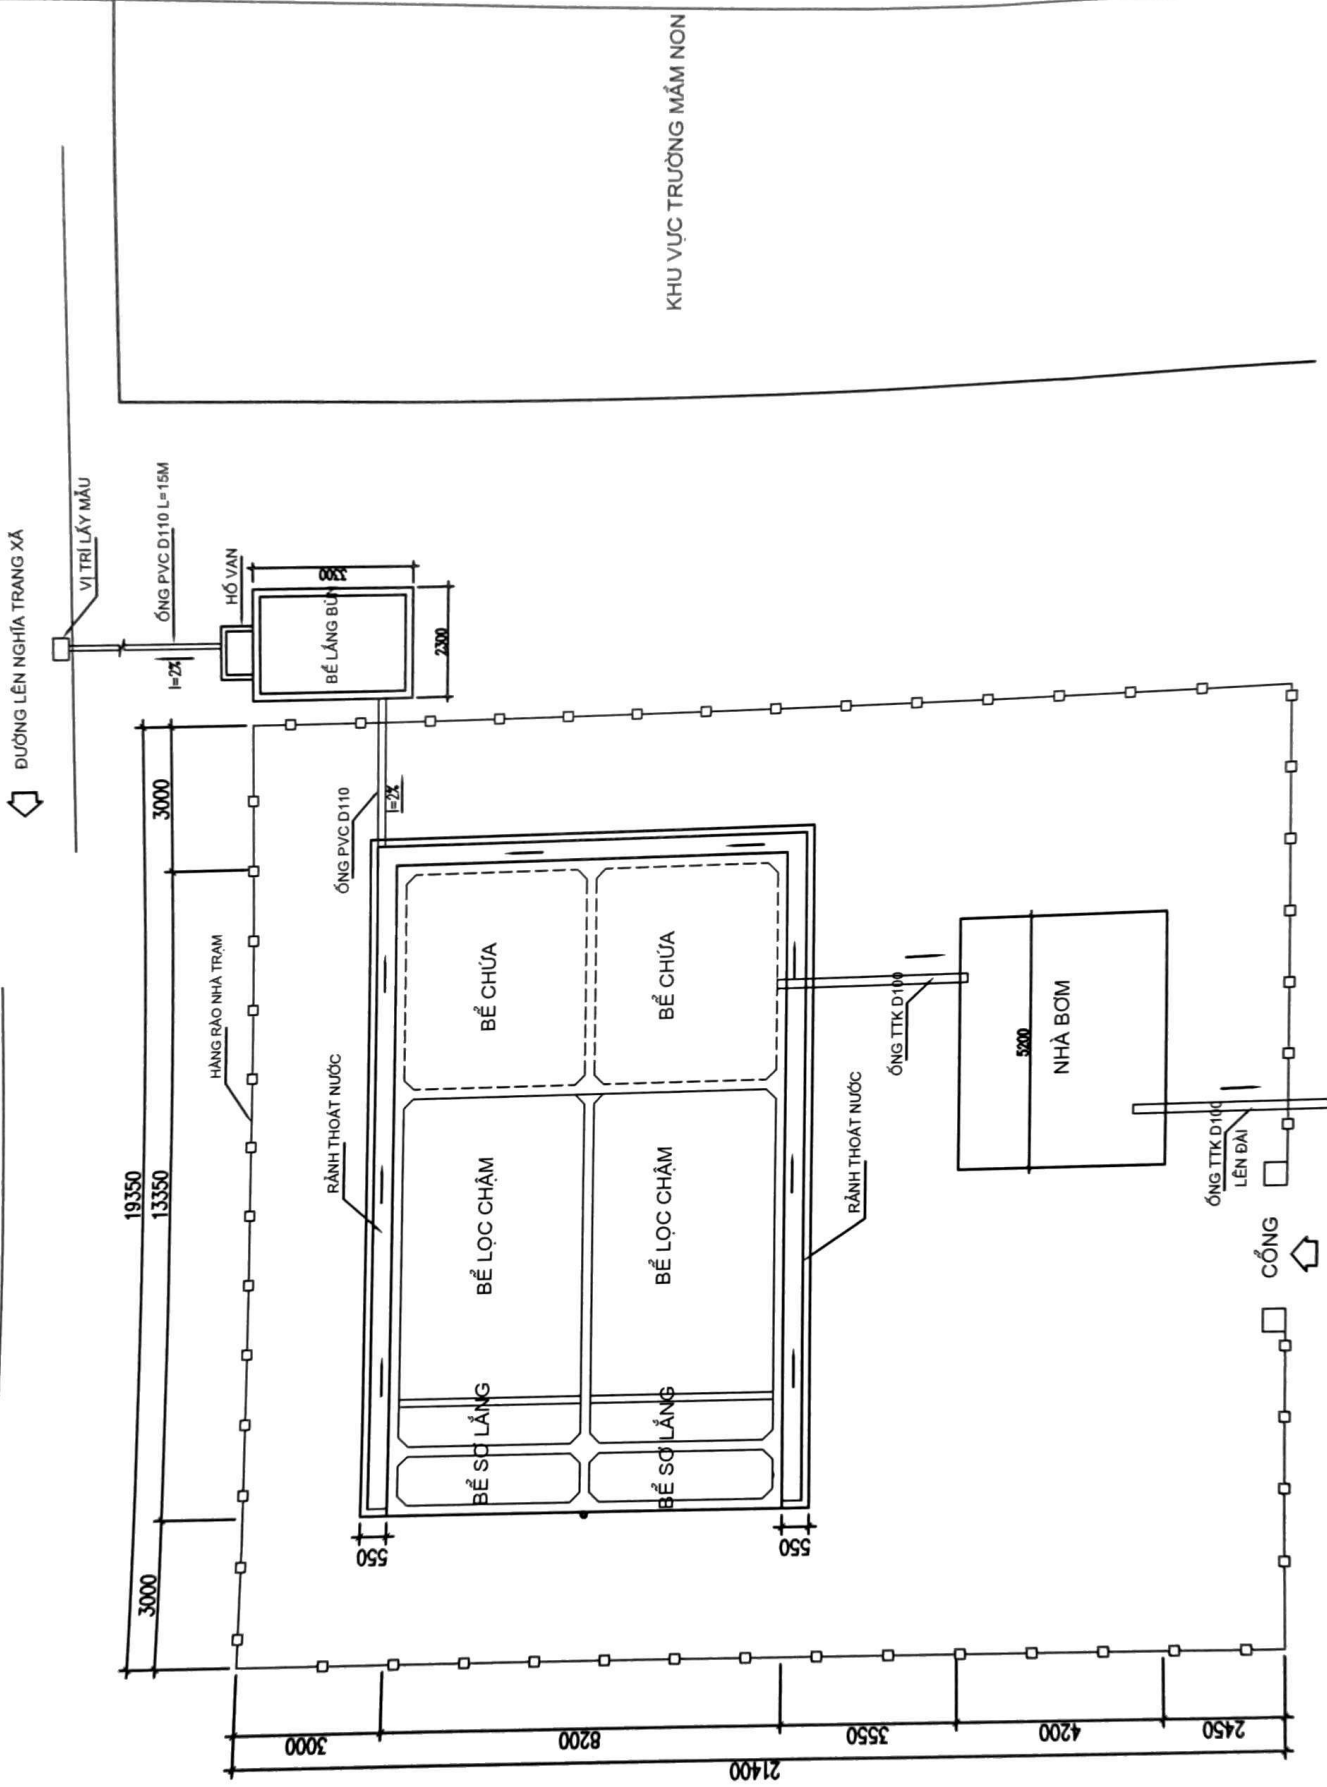 ĐƯỜNG LÊN NGHĨA TRANG XÃ
VỊ TRÍ LẤY MẪU
ỐNG PVC D110 L=15M
I=2%
HỐ VAN
BỂ LẮNG BÙN
3300
2300
KHU VỰC TRƯỜNG MẦM NON
19350
3000
13350
3000
HÀNG RÀO NHÀ TRẠM
ỐNG PVC D110
I=2%
RÃNH THOÁT NƯỚC
BỂ CHỨA
BỂ CHỨA
BỂ LỌC CHẬM
BỂ LỌC CHẬM
BỂ SƠ LẮNG
BỂ SƠ LẮNG
550
550
RÃNH THOÁT NƯỚC
ỐNG TTK D100
5200
NHÀ BƠM
ỐNG TTK D100
LÊN ĐÀI
CỔNG
3000
8200
3550
4200
2450
21400